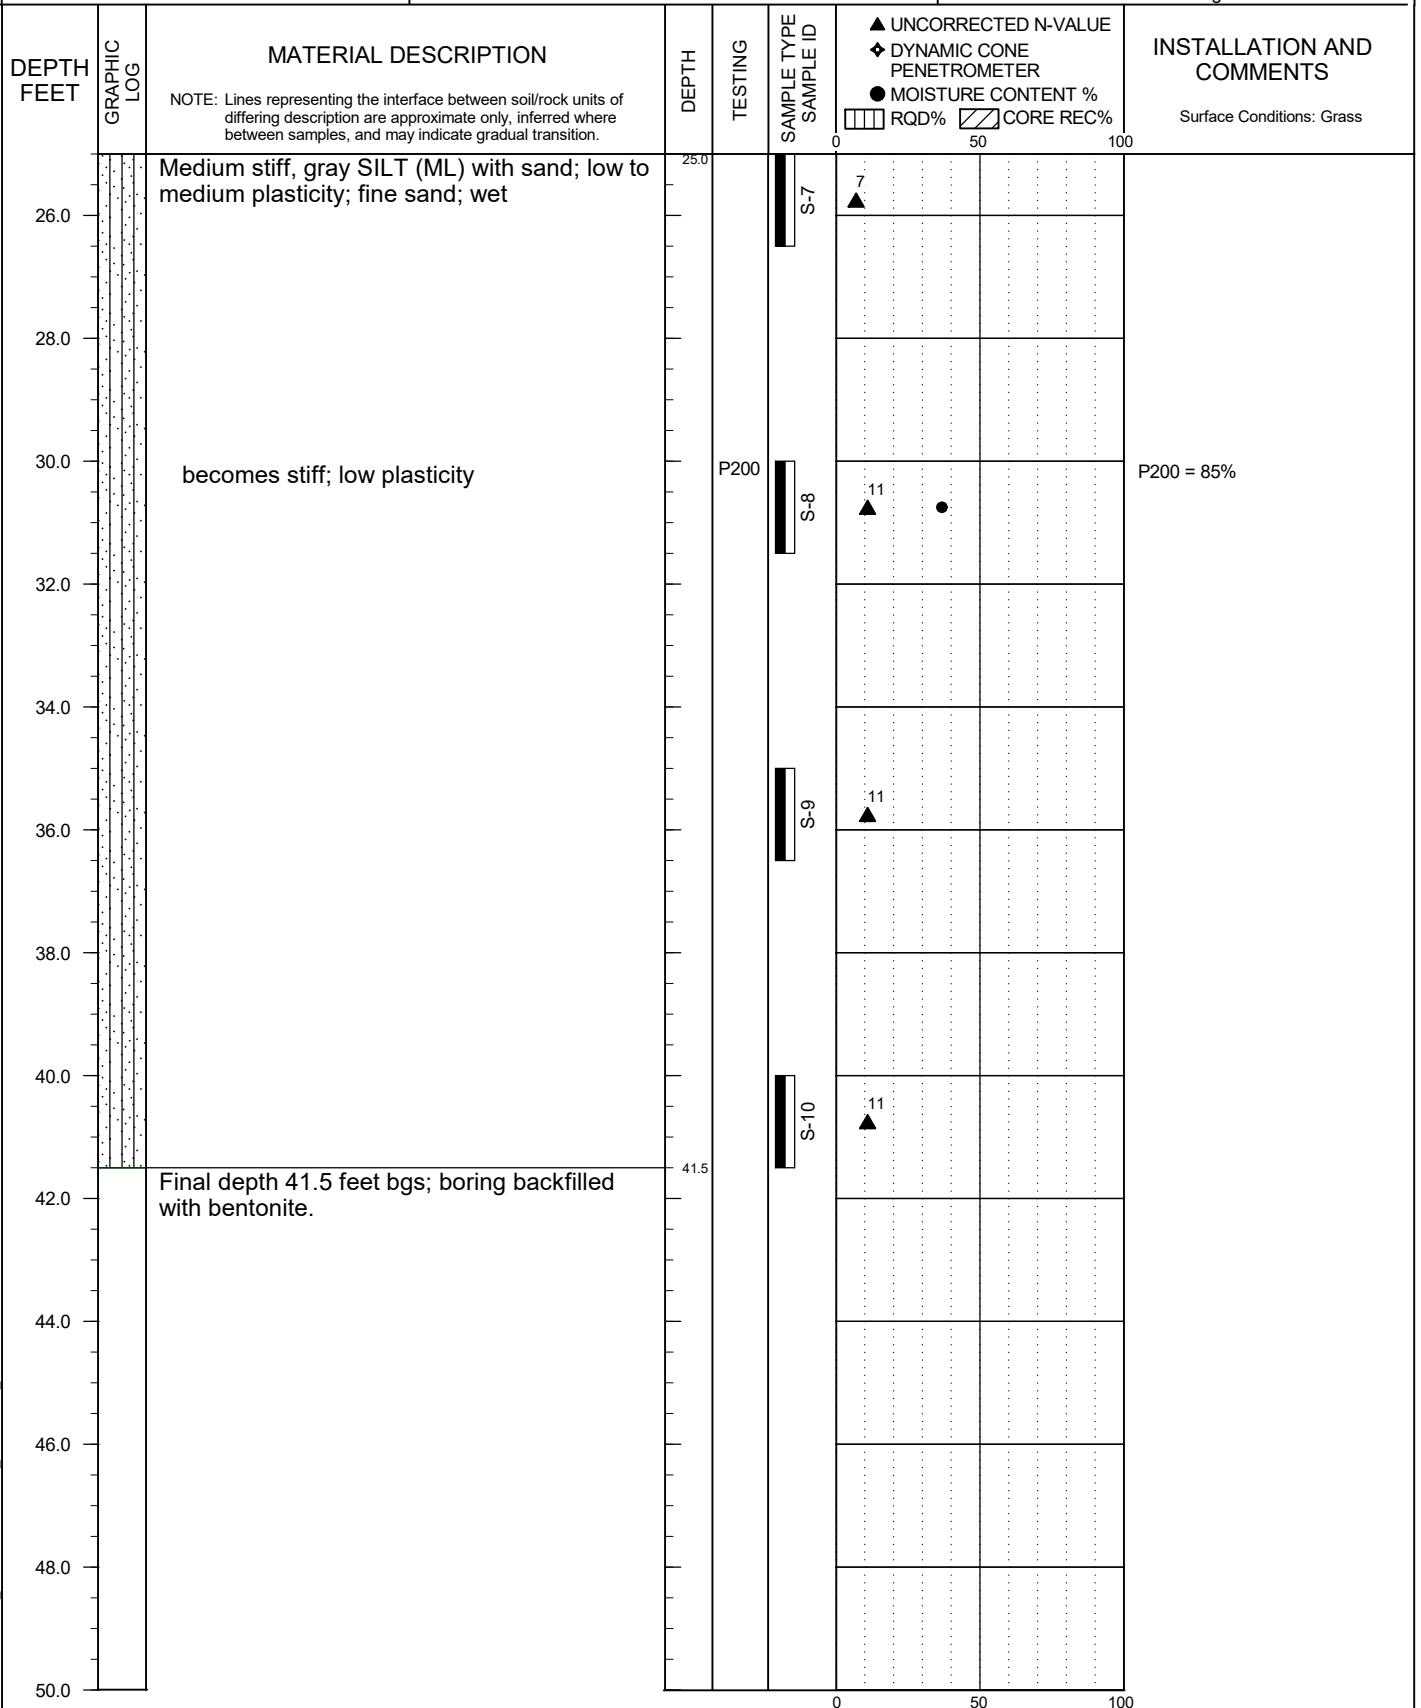 DEPTH
FEET
GRAPHIC
LOG
MATERIAL DESCRIPTION
NOTE: Lines representing the interface between soil/rock units of
differing description are approximate only, inferred where
between samples, and may indicate gradual transition.
DEPTH
TESTING
SAMPLE TYPE
SAMPLE ID
UNCORRECTED N-VALUE
DYNAMIC CONE
PENETROMETER
MOISTURE CONTENT %
RQD% CORE REC%
0 50 100
INSTALLATION AND
COMMENTS
Surface Conditions: Grass
Medium stiff, gray SILT (ML) with sand; low to
medium plasticity; fine sand; wet
25.0
S-7
7
26.0
28.0
30.0
becomes stiff; low plasticity
P200
S-8
11
P200 = 85%
32.0
34.0
S-9
11
36.0
38.0
40.0
S-10
11
41.5
Final depth 41.5 feet bgs; boring backfilled
with bentonite.
42.0
44.0
46.0
48.0
50.0
0 50 100